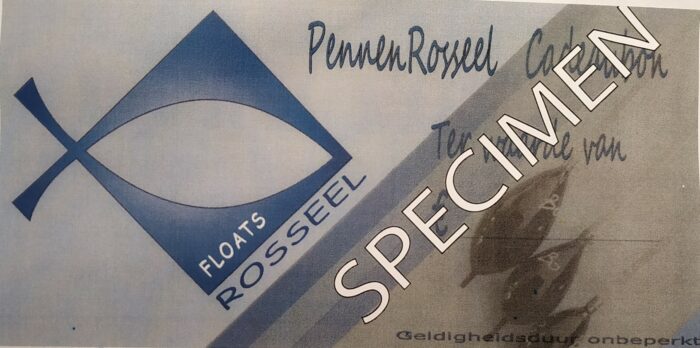 PennenRosseel Cadeaubon
Ter waarde van
€
SPECIMEN
FLOATS
ROSSEEL
Geldigheidsduur onbeperkt